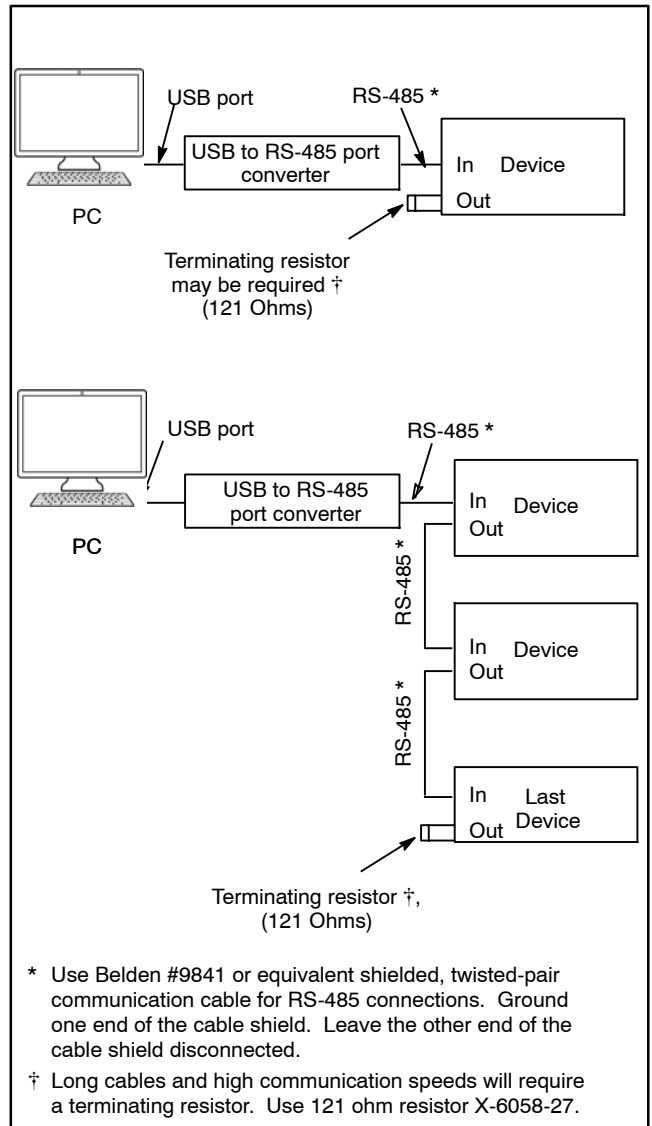 USB port
RS-485 *
USB to RS-485 port
converter
In Device
Out
PC
Terminating resistor
may be required †
(121 Ohms)
USB port
RS-485 *
USB to RS-485
port converter
In Device
Out
PC
RS-485 *
In Device
Out
RS-485 *
In Last
Out Device
Terminating resistor †,
(121 Ohms)
* Use Belden #9841 or equivalent shielded, twisted-pair
communication cable for RS-485 connections. Ground
one end of the cable shield. Leave the other end of the
cable shield disconnected.
† Long cables and high communication speeds will require
a terminating resistor. Use 121 ohm resistor X-6058-27.